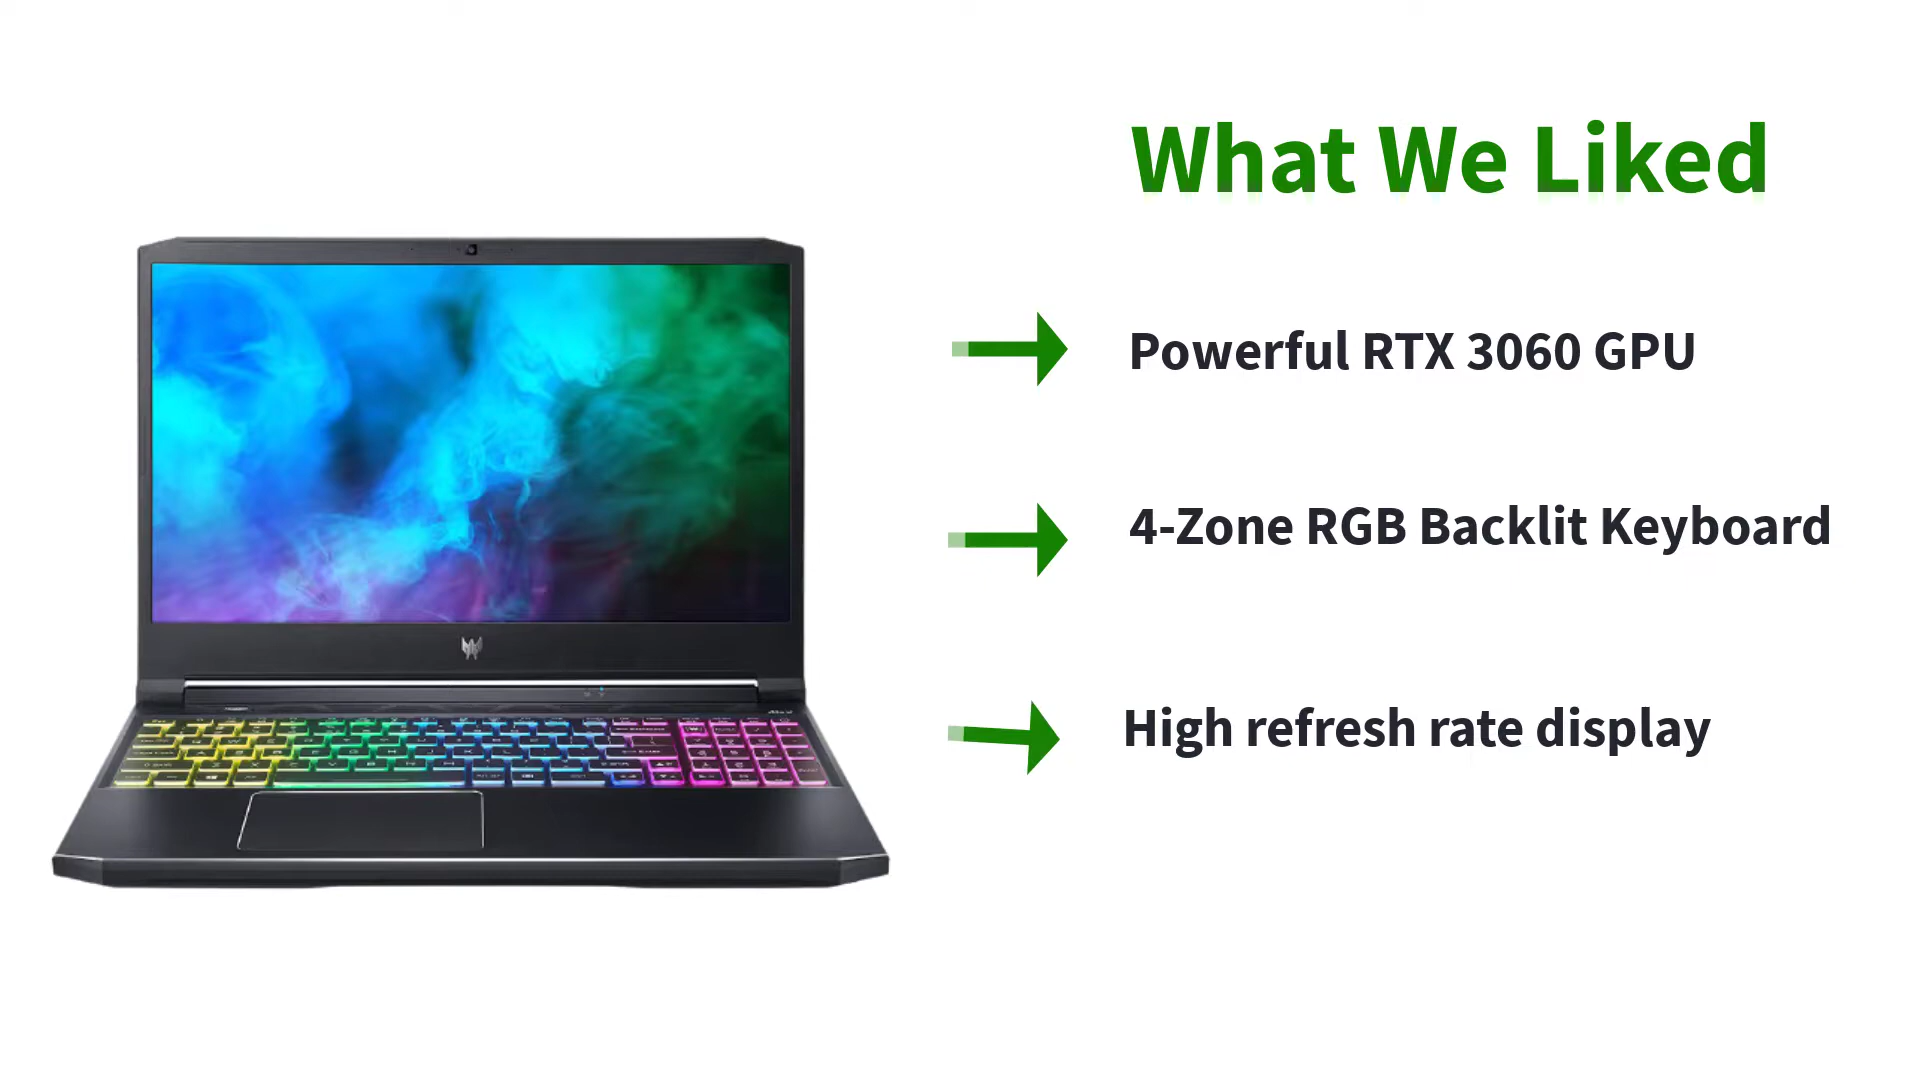 What We Liked
Powerful RTX 3060 GPU
4-Zone RGB Backlit Keyboard
High refresh rate display